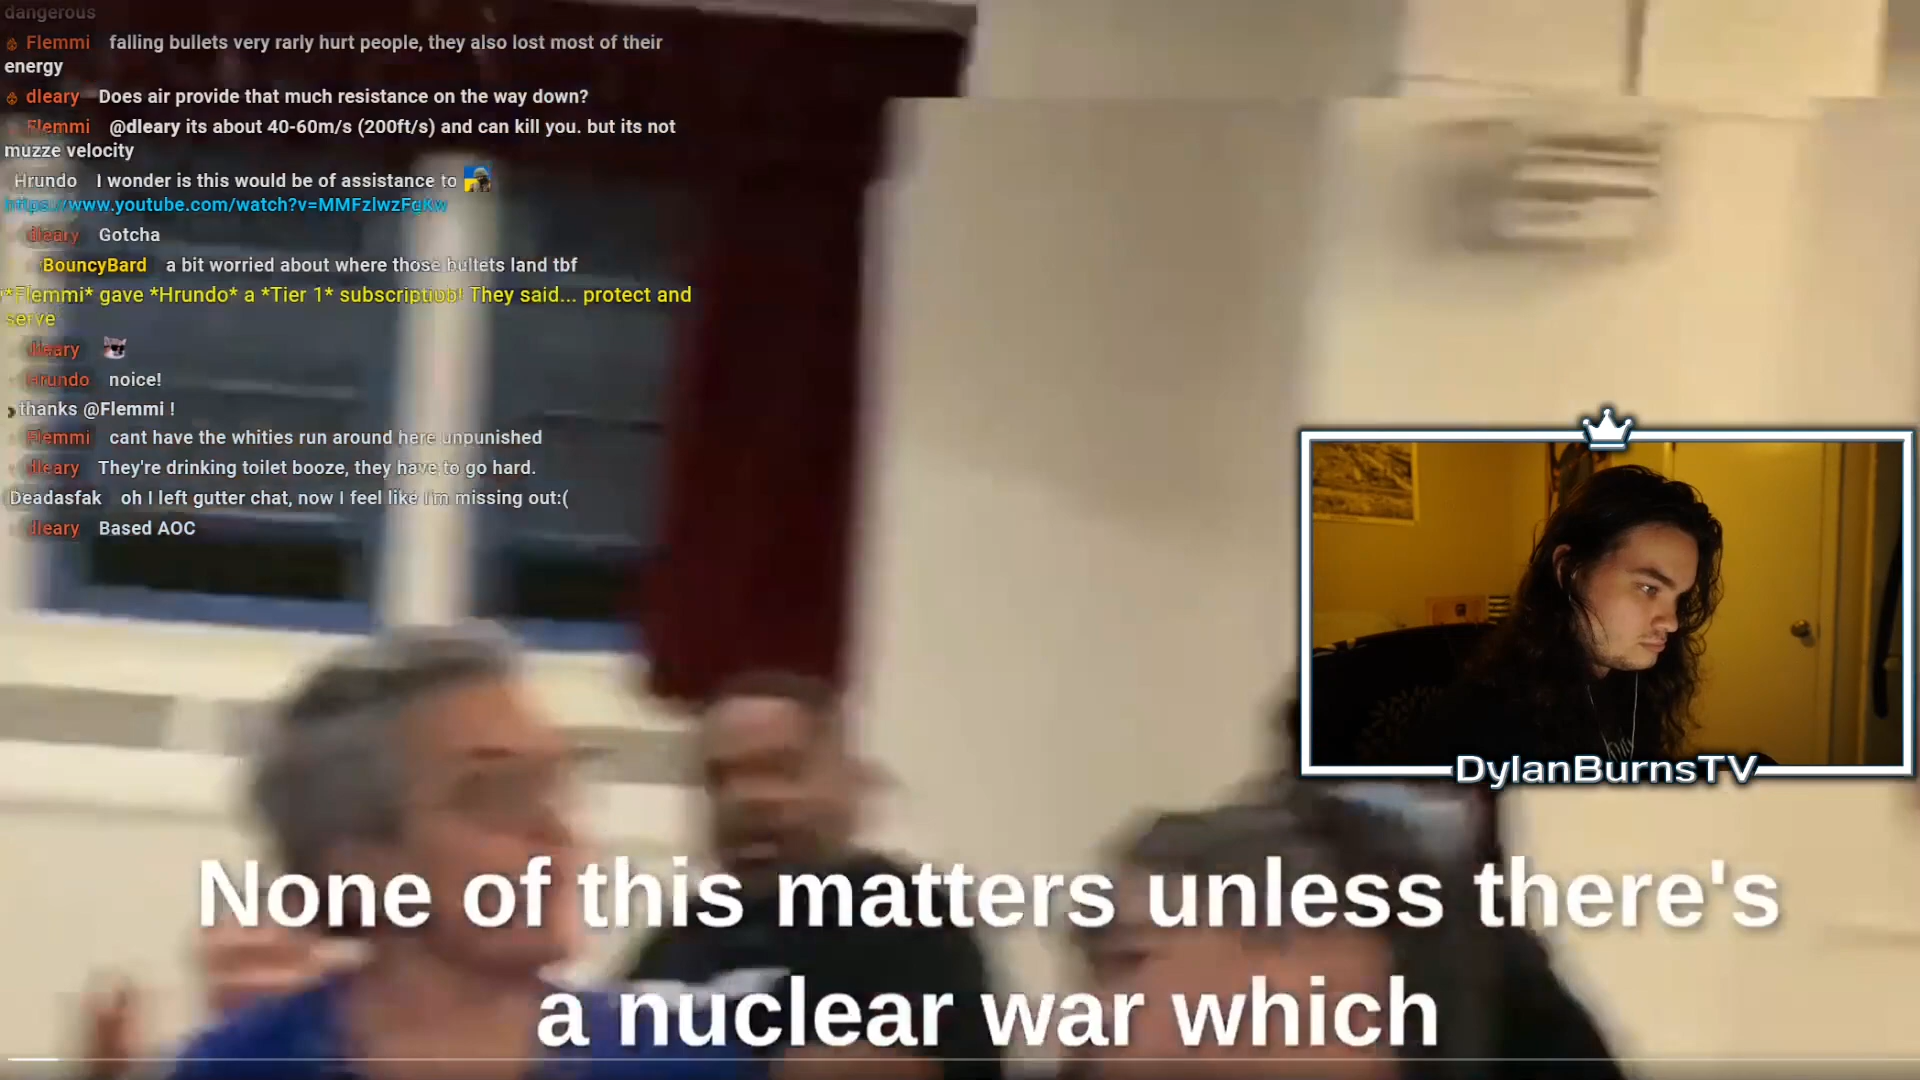 dangerous
Flemmi falling bullets very rarly hurt people, they also lost most of their
energy
dleary Does air provide that much resistance on the way down?
Flemmi @dleary its about 40-60m/s (200ft/s) and can kill you. but its not
muzze velocity
Hrundo I wonder is this would be of assistance to
https://www.youtube.com/watch?v=MMFzlwzFgKw
dleary Gotcha
BouncyBard a bit worried about where those bullets land tbf
*Flemmi* gave *Hrundo* a *Tier 1* subscription! They said... protect and
serve
dleary
Hrundo noice!
thanks @Flemmi !
Flemmi cant have the whities run around here unpunished
dleary They're drinking toilet booze, they have to go hard.
Deadasfak oh I left gutter chat, now I feel like i'm missing out:(
dleary Based AOC
DylanBurnsTV
None of this matters unless there's
a nuclear war which